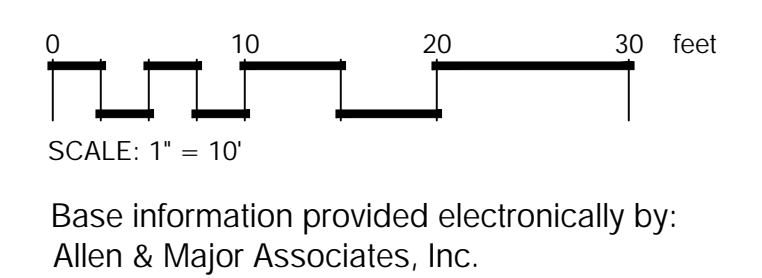 0 10 20 30 feet
SCALE: 1" = 10'
Base information provided electronically by:
Allen & Major Associates, Inc.